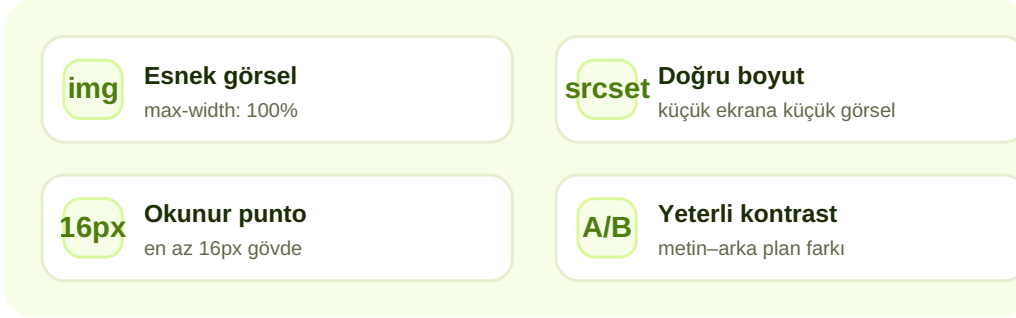 img
Esnek görsel
max-width: 100%
srcset
Doğru boyut
küçük ekrana küçük görsel
16px
Okunur punto
en az 16px gövde
A/B
Yeterli kontrast
metin–arka plan farkı